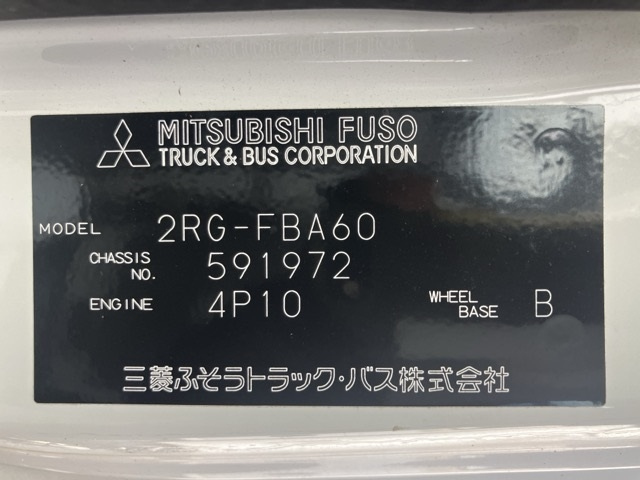 MITSUBISHI FUSO
TRUCK & BUS CORPORATION
MODEL 2RG-FBA60
CHASSIS NO. 591972
ENGINE 4P10 WHEEL BASE B
三菱ふそうトラック・バス株式会社